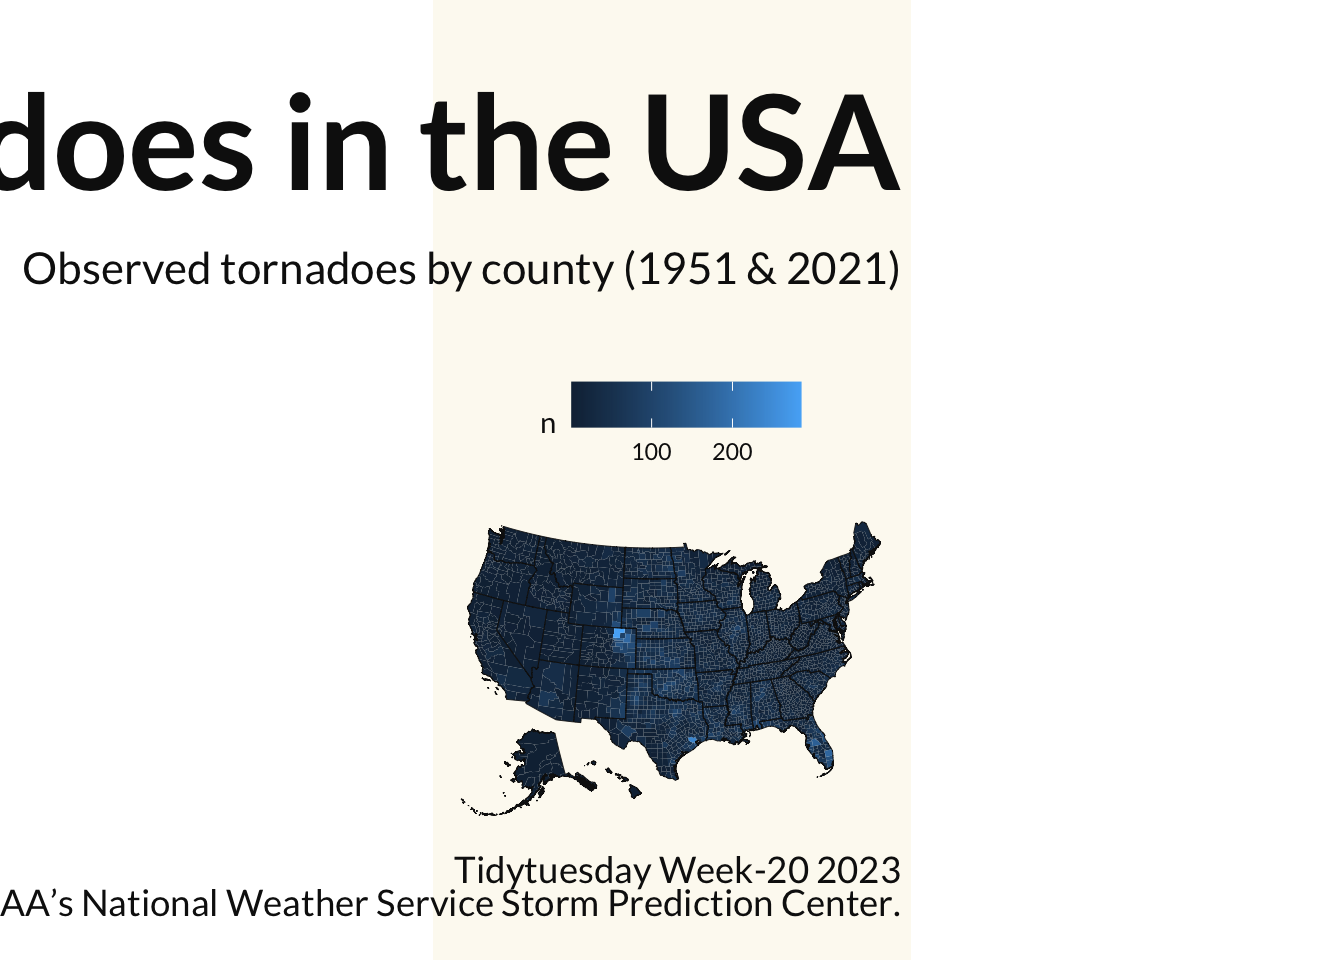 does in the USA
Observed tornadoes by county (1951 & 2021)
n
100 200
Tidytuesday Week-20 2023
AA’s National Weather Service Storm Prediction Center.